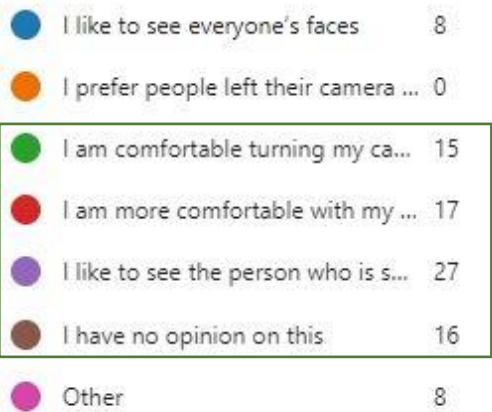 I like to see everyone's faces 8
I prefer people left their camera ... 0
I am comfortable turning my ca... 15
I am more comfortable with my ... 17
I like to see the person who is s... 27
I have no opinion on this 16
Other 8